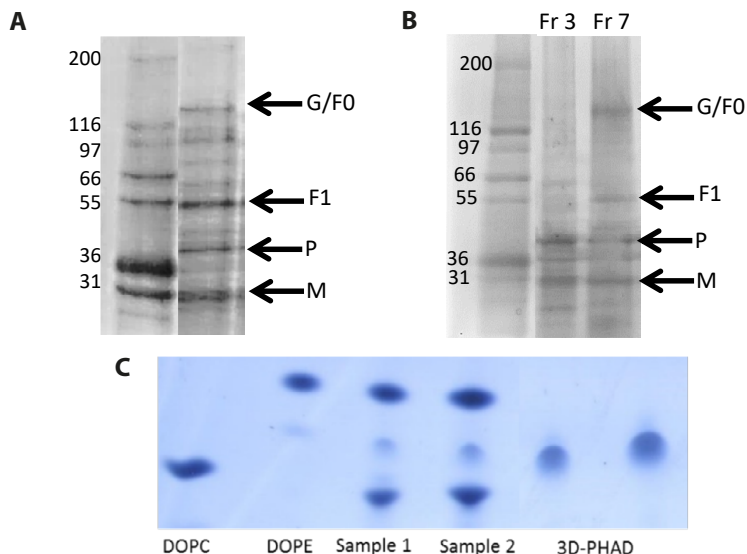 A
200
116
97
66
55
36
31
G/F0
F1
P
M
B
Fr 3 Fr 7
200
116
97
66
55
36
31
G/F0
F1
P
M
C
DOPC DOPE Sample 1 Sample 2 3D-PHAD